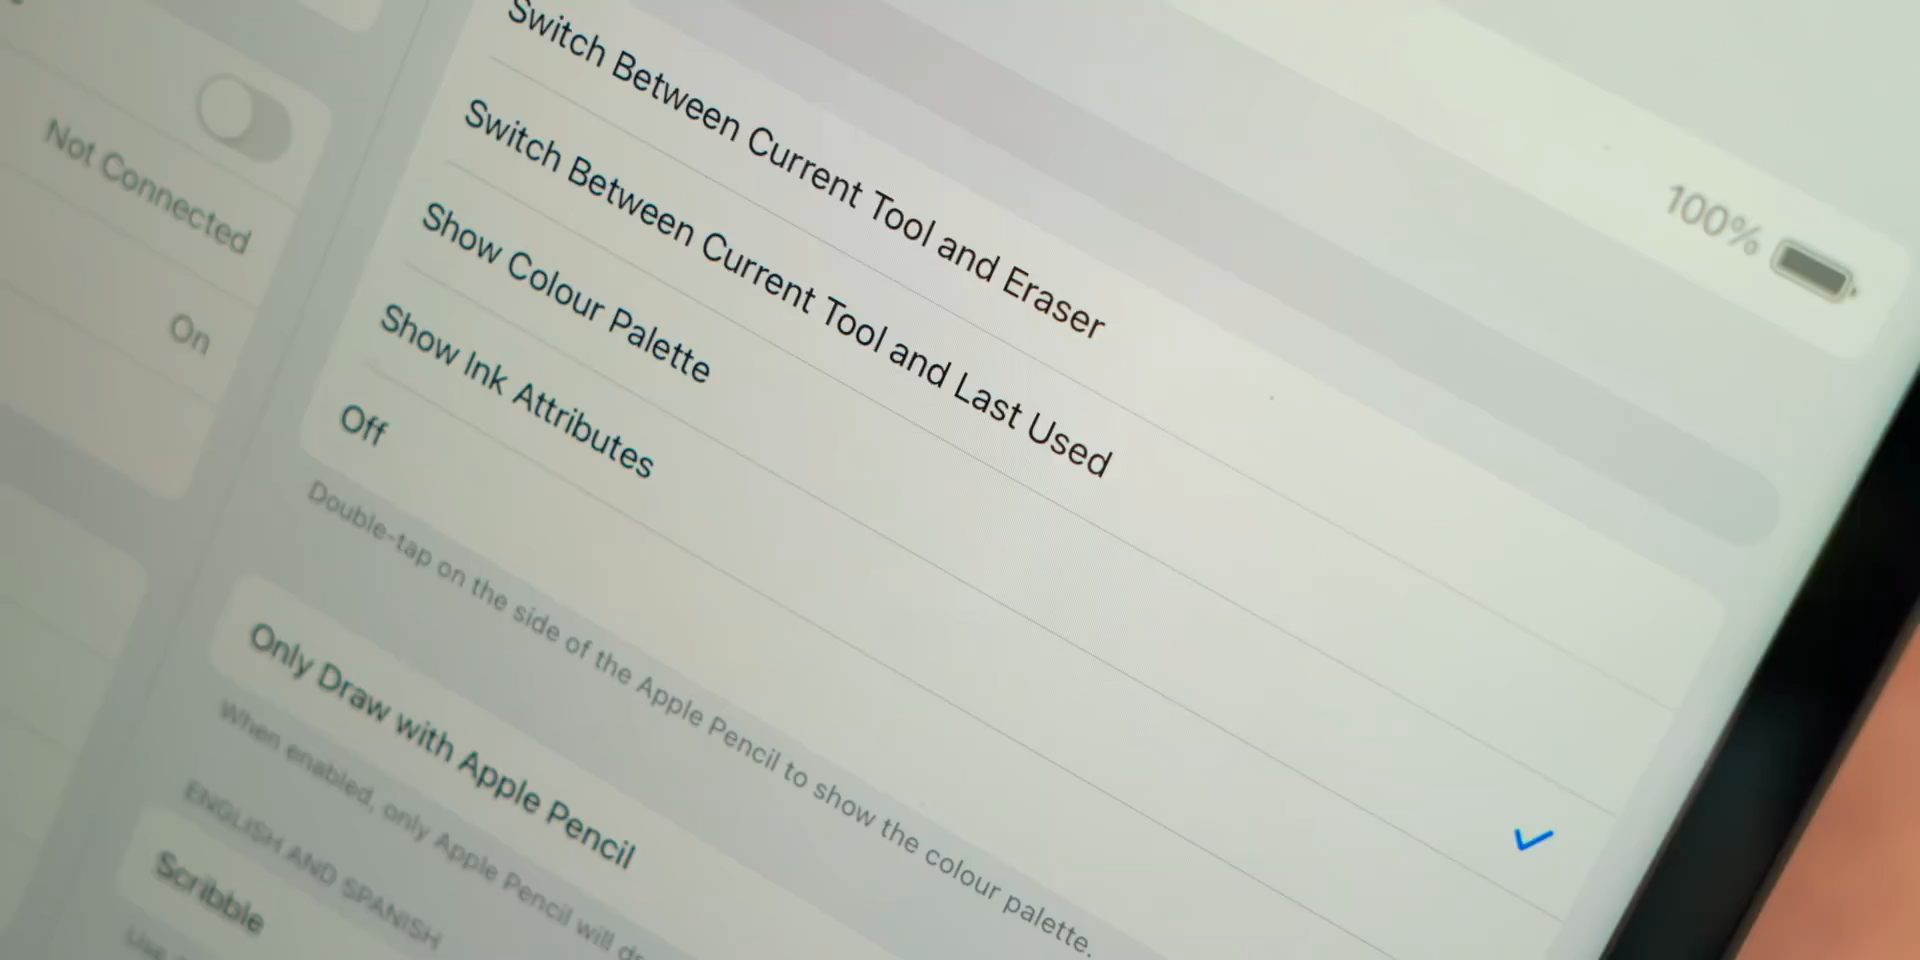 100%
Not Connected
On
Switch Between Current Tool and Eraser
Switch Between Current Tool and Last Used
Show Colour Palette
Show Ink Attributes
Off
Double-tap on the side of the Apple Pencil to show the colour palette.
Only Draw with Apple Pencil
When enabled, only Apple Pencil will
ENGLISH AND SPANISH
Scribble
Use